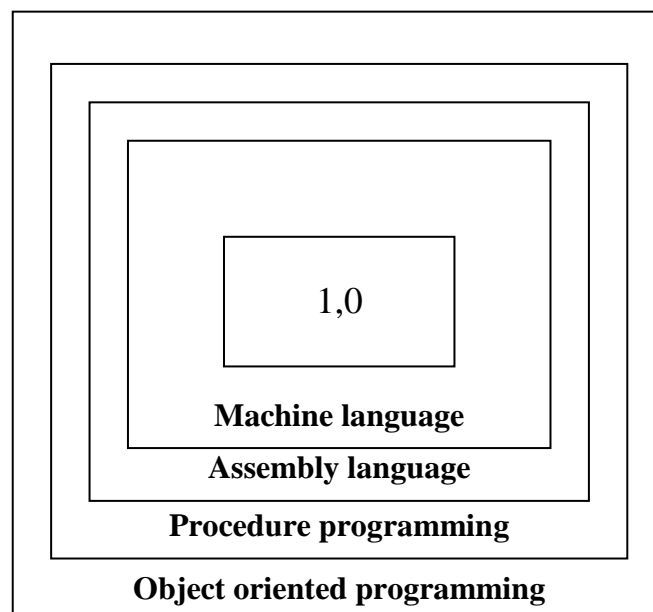 1,0
Machine language
Assembly language
Procedure programming
Object oriented programming